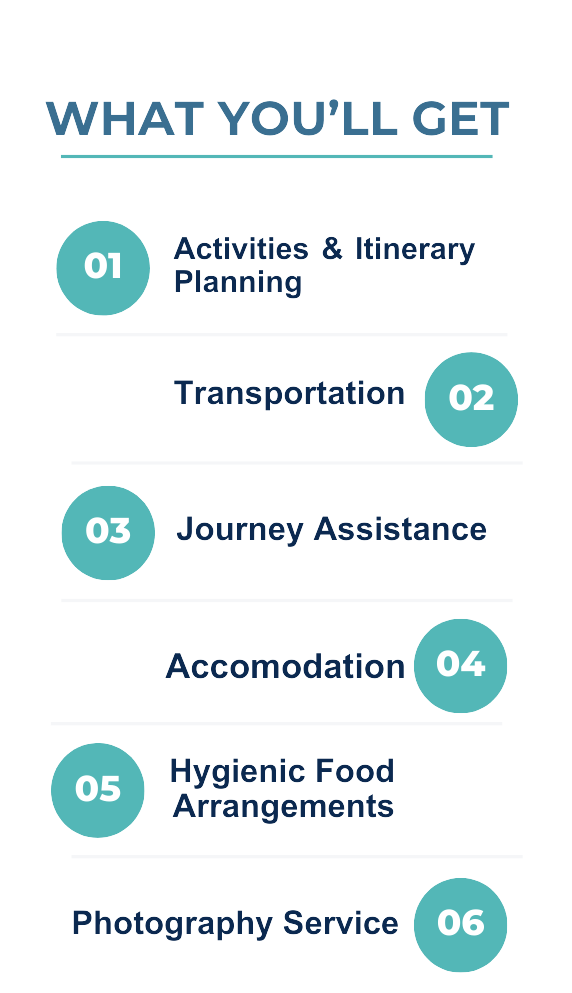 WHAT YOU’LL GET
01
Activities & Itinerary
Planning
Transportation
02
03
Journey Assistance
Accomodation
04
05
Hygienic Food
Arrangements
Photography Service
06